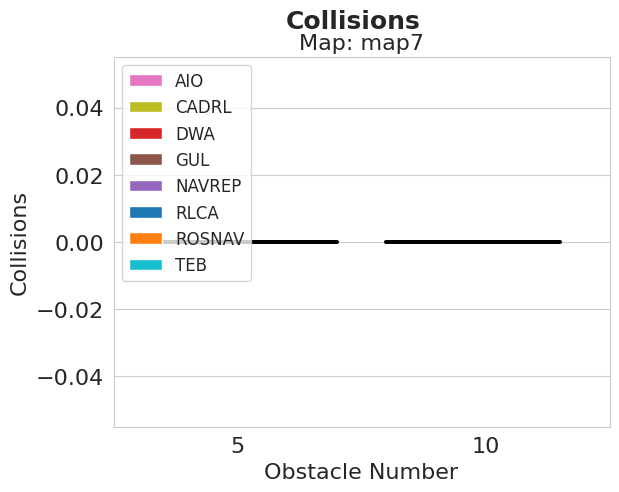 Collisions
Map: map7
AIO
CADRL
DWA
GUL
NAVREP
RLCA
ROSNAV
TEB
0.04
0.02
0.00
−0.02
−0.04
Collisions
5 10
Obstacle Number